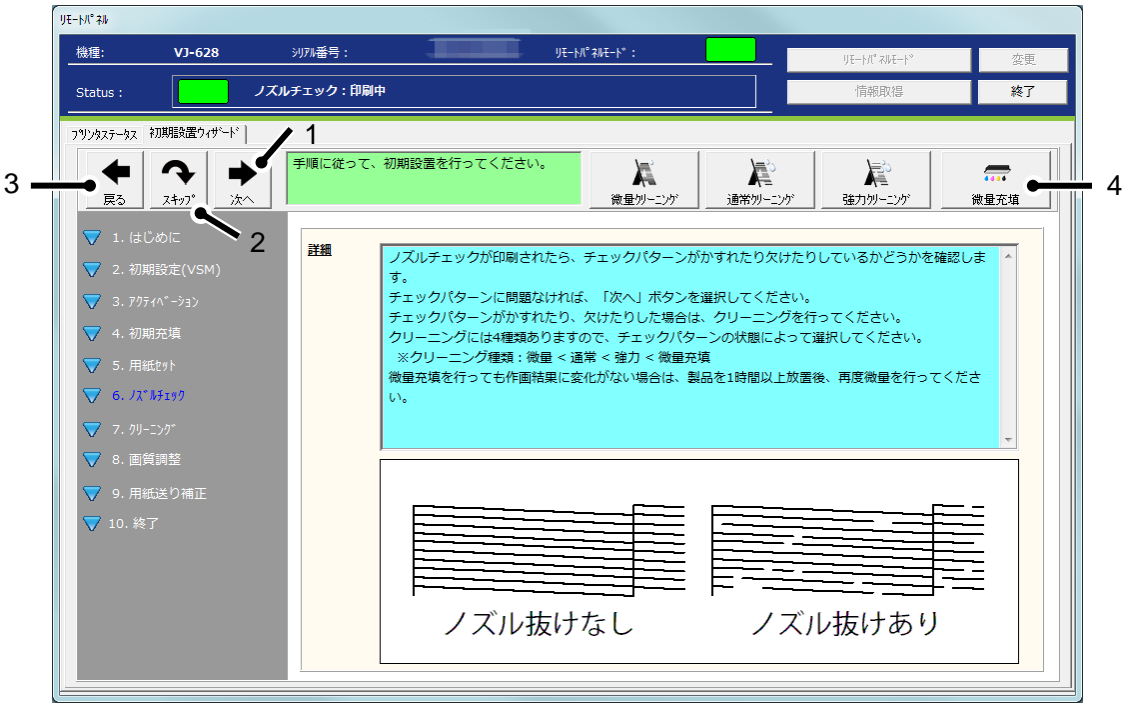 ﾘﾓｰﾄﾊﾟﾈﾙ
機種: VJ-628 ｼﾘｱﾙ番号： ﾘﾓｰﾄﾊﾟﾈﾙﾓｰﾄﾞ： ﾘﾓｰﾄﾊﾟﾈﾙﾓｰﾄﾞ 変更
Status： ノズルチェック：印刷中 情報取得 終了
ﾌﾟﾘﾝﾀｽﾃｰﾀｽ 初期設置ｳｨｻﾞｰﾄﾞ 1
手順に従って、初期設置を行ってください。
3 戻る ｽｷｯﾌﾟ 次へ 微量ｸﾘｰﾆﾝｸﾞ 通常ｸﾘｰﾆﾝｸﾞ 強力ｸﾘｰﾆﾝｸﾞ 微量充填 4
2
1. はじめに
2. 初期設定(VSM)
3. ｱｸﾃｨﾍﾞｰｼｮﾝ
4. 初期充填
5. 用紙ｾｯﾄ
6. ﾉｽﾞﾙﾁｪｯｸ
7. ｸﾘｰﾆﾝｸﾞ
8. 画質調整
9. 用紙送り補正
10. 終了
詳細
ノズルチェックが印刷されたら、チェックパターンがかすれたり欠けたりしているかどうかを確認しま
す。
チェックパターンに問題なければ、「次へ」ボタンを選択してください。
チェックパターンがかすれたり、欠けたりした場合は、クリーニングを行ってください。
クリーニングには4種類ありますので、チェックパターンの状態によって選択してください。
※クリーニング種類：微量 < 通常 < 強力 < 微量充填
微量充填を行っても作画結果に変化がない場合は、製品を1時間以上放置後、再度微量を行ってくださ
い。
ノズル抜けなし ノズル抜けあり